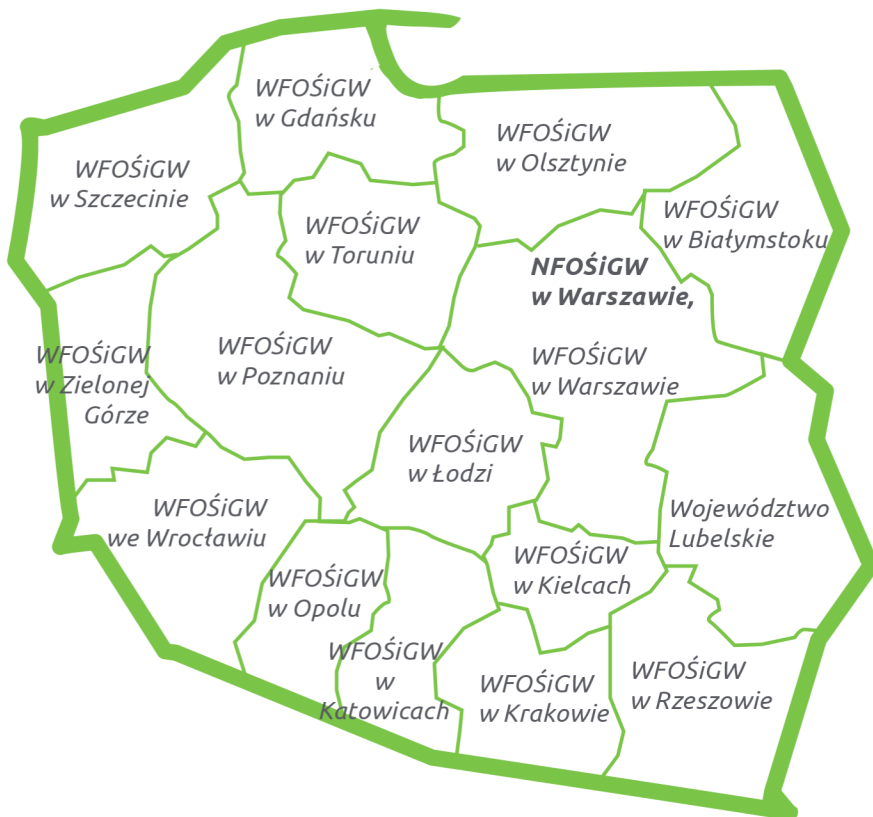 WFOŚiGW
w Gdańsku
WFOŚiGW
w Olsztynie
WFOŚiGW
w Szczecinie
WFOŚiGW
w Toruniu
WFOŚiGW
w Białymstoku
NFOŚiGW
w Warszawie,
WFOŚiGW
w Zielonej
Górze
WFOŚiGW
w Poznaniu
WFOŚiGW
w Warszawie
WFOŚiGW
w Łodzi
WFOŚiGW
we Wrocławiu
Województwo
Lubelskie
WFOŚiGW
w Opolu
WFOŚiGW
w Kielcach
WFOŚiGW
w
Katowicach
WFOŚiGW
w Krakowie
WFOŚiGW
w Rzeszowie